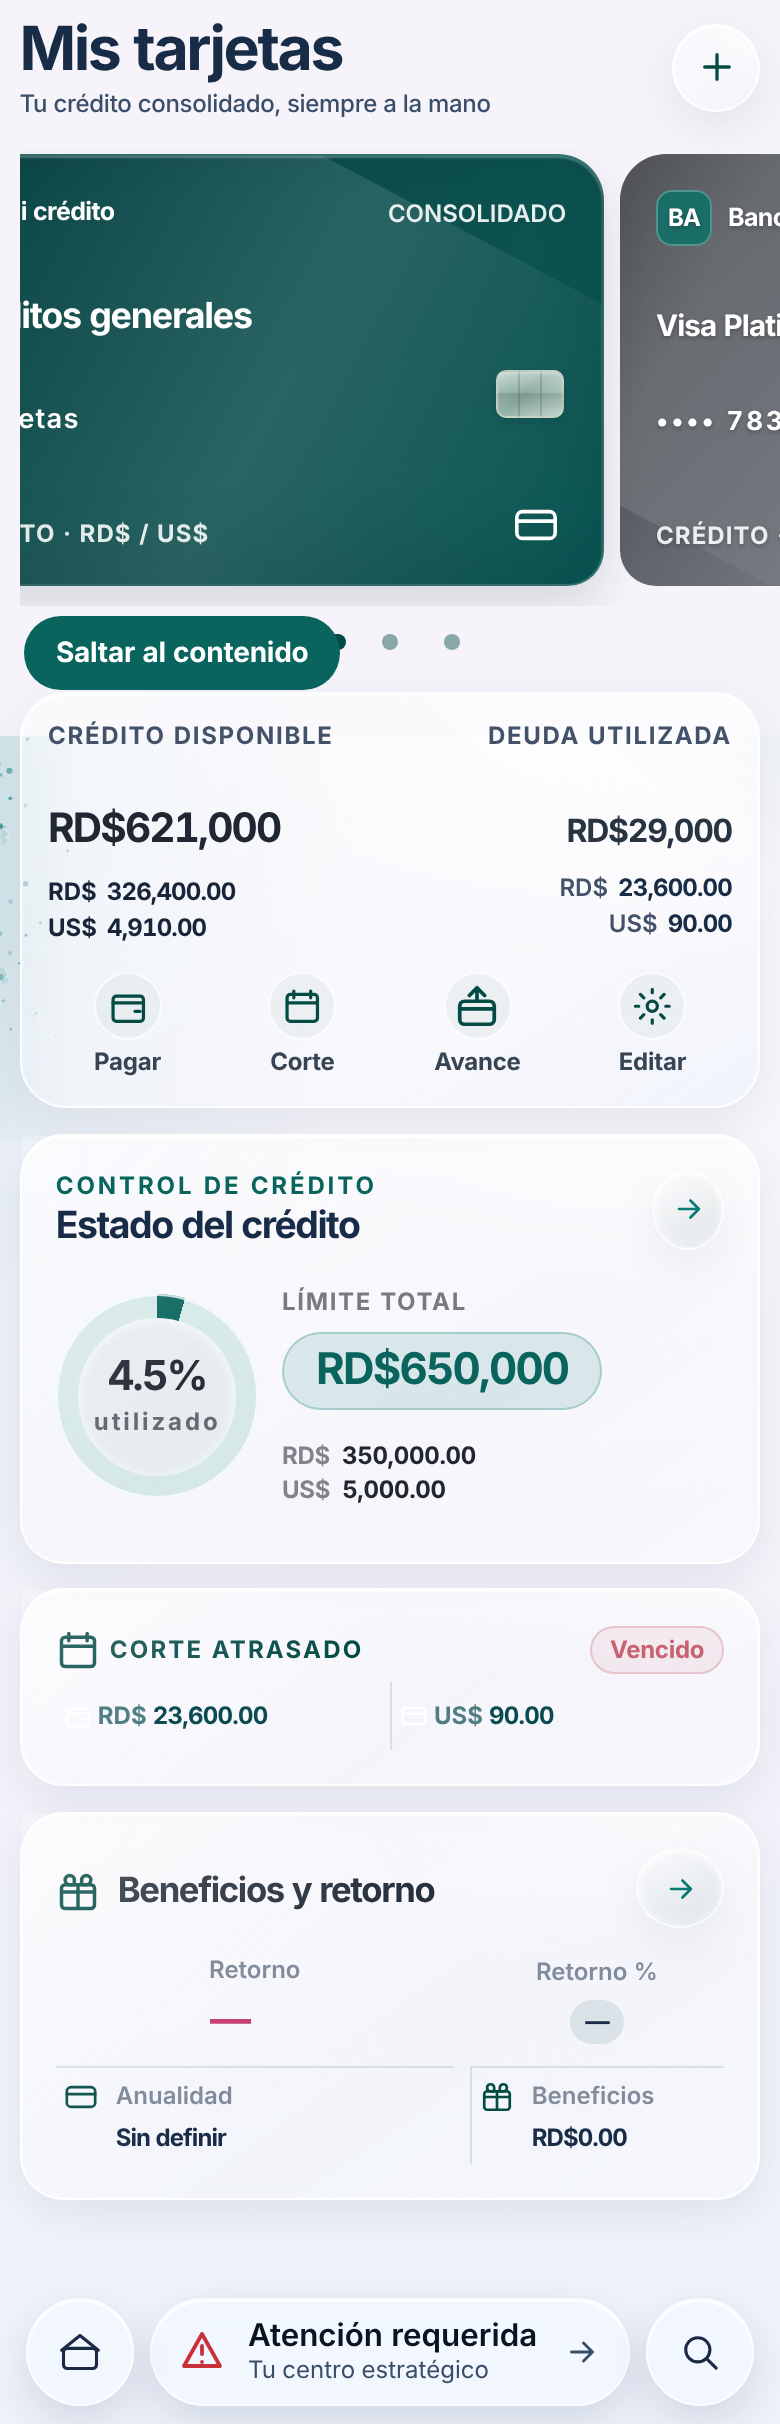 Mis tarjetas
Tu crédito consolidado, siempre a la mano
i crédito
CONSOLIDADO
itos generales
etas
TO · RD$ / US$
BA
Visa Plati
•••• 783
CRÉDITO
Saltar al contenido
CRÉDITO DISPONIBLE
DEUDA UTILIZADA
RD$621,000
RD$29,000
RD$ 326,400.00
US$ 4,910.00
RD$ 23,600.00
US$ 90.00
Pagar
Corte
Avance
Editar
CONTROL DE CRÉDITO
Estado del crédito
4.5%
utilizado
LÍMITE TOTAL
RD$650,000
RD$ 350,000.00
US$ 5,000.00
CORTE ATRASADO
Vencido
RD$ 23,600.00
US$ 90.00
Beneficios y retorno
Retorno
—
Retorno %
—
Anualidad
Sin definir
Beneficios
RD$0.00
Atención requerida
Tu centro estratégico